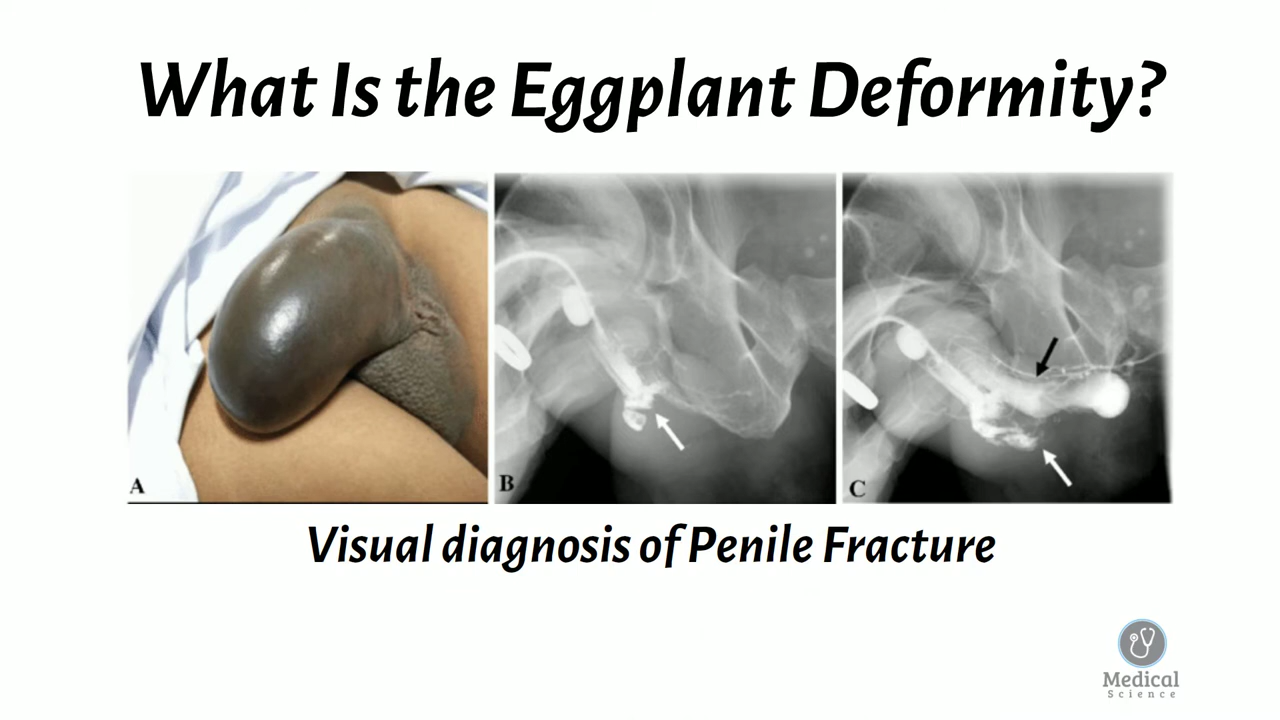 What Is the Eggplant Deformity?
A
B
C
Visual diagnosis of Penile Fracture
Medical
Science